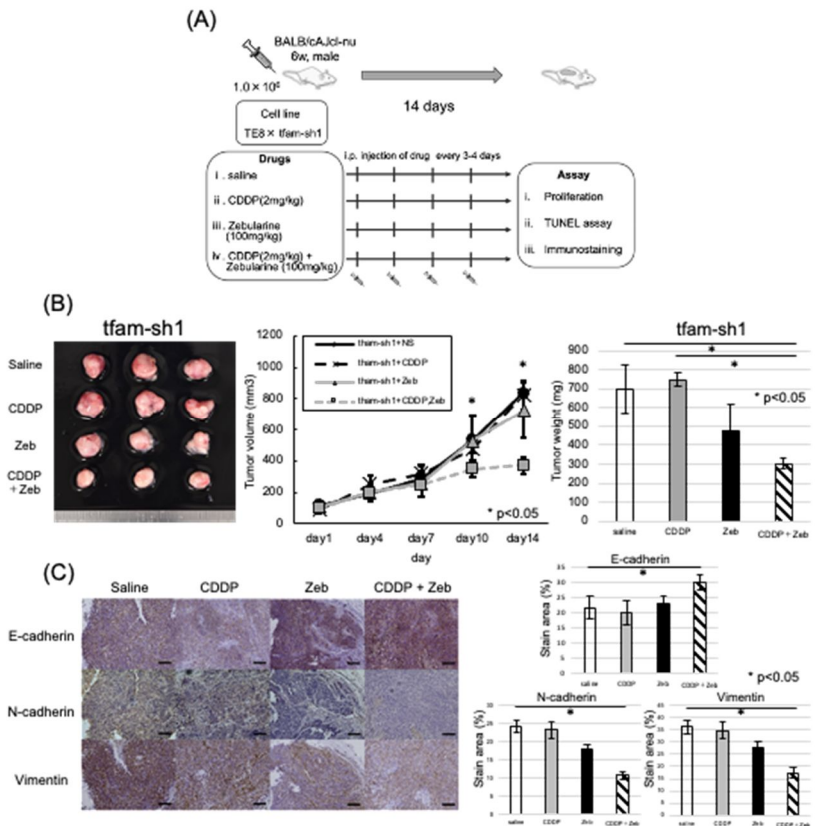 (A)
BALB/cAJcl-nu
6w, male
1.0×10⁶
14 days
Cell line
TE8× tfam-sh1
Drugs
i . saline
ii . CDDP(2mg/kg)
iii. Zebularine
(100mg/kg)
iv. CDDP(2mg/kg) +
Zebularine (100mg/kg)
i.p. injection of drug every 3-4 days
Assay
i. Proliferation
ii. TUNEL assay
iii. Immunostaining
(B)
tfam-sh1
Saline
CDDP
Zeb
CDDP
+ Zeb
Tumor volume (mm3)
1200
1000
800
600
400
200
0
tham-sh1+NS
tham-sh1+CDDP
tham-sh1+Zeb
tham-sh1+CDDP,Zeb
*
*
* p<0.05
day1 day4 day7 day10 day14
day
tfam-sh1
Tumor weight (mg)
900
800
700
600
500
400
300
200
100
0
*
*
* p<0.05
saline CDDP Zeb CDDP + Zeb
(C)
Saline CDDP Zeb CDDP + Zeb
E-cadherin
N-cadherin
Vimentin
E-cadherin
Stain area (%)
35
30
25
20
15
10
5
0
*
saline CDDP Zeb CDDP + Zeb
* p<0.05
N-cadherin
Stain area (%)
30
25
20
15
10
5
0
*
saline CDDP Zeb CDDP + Zeb
Vimentin
Stain area (%)
45
40
35
30
25
20
15
10
5
0
*
saline CDDP Zeb CDDP + Zeb